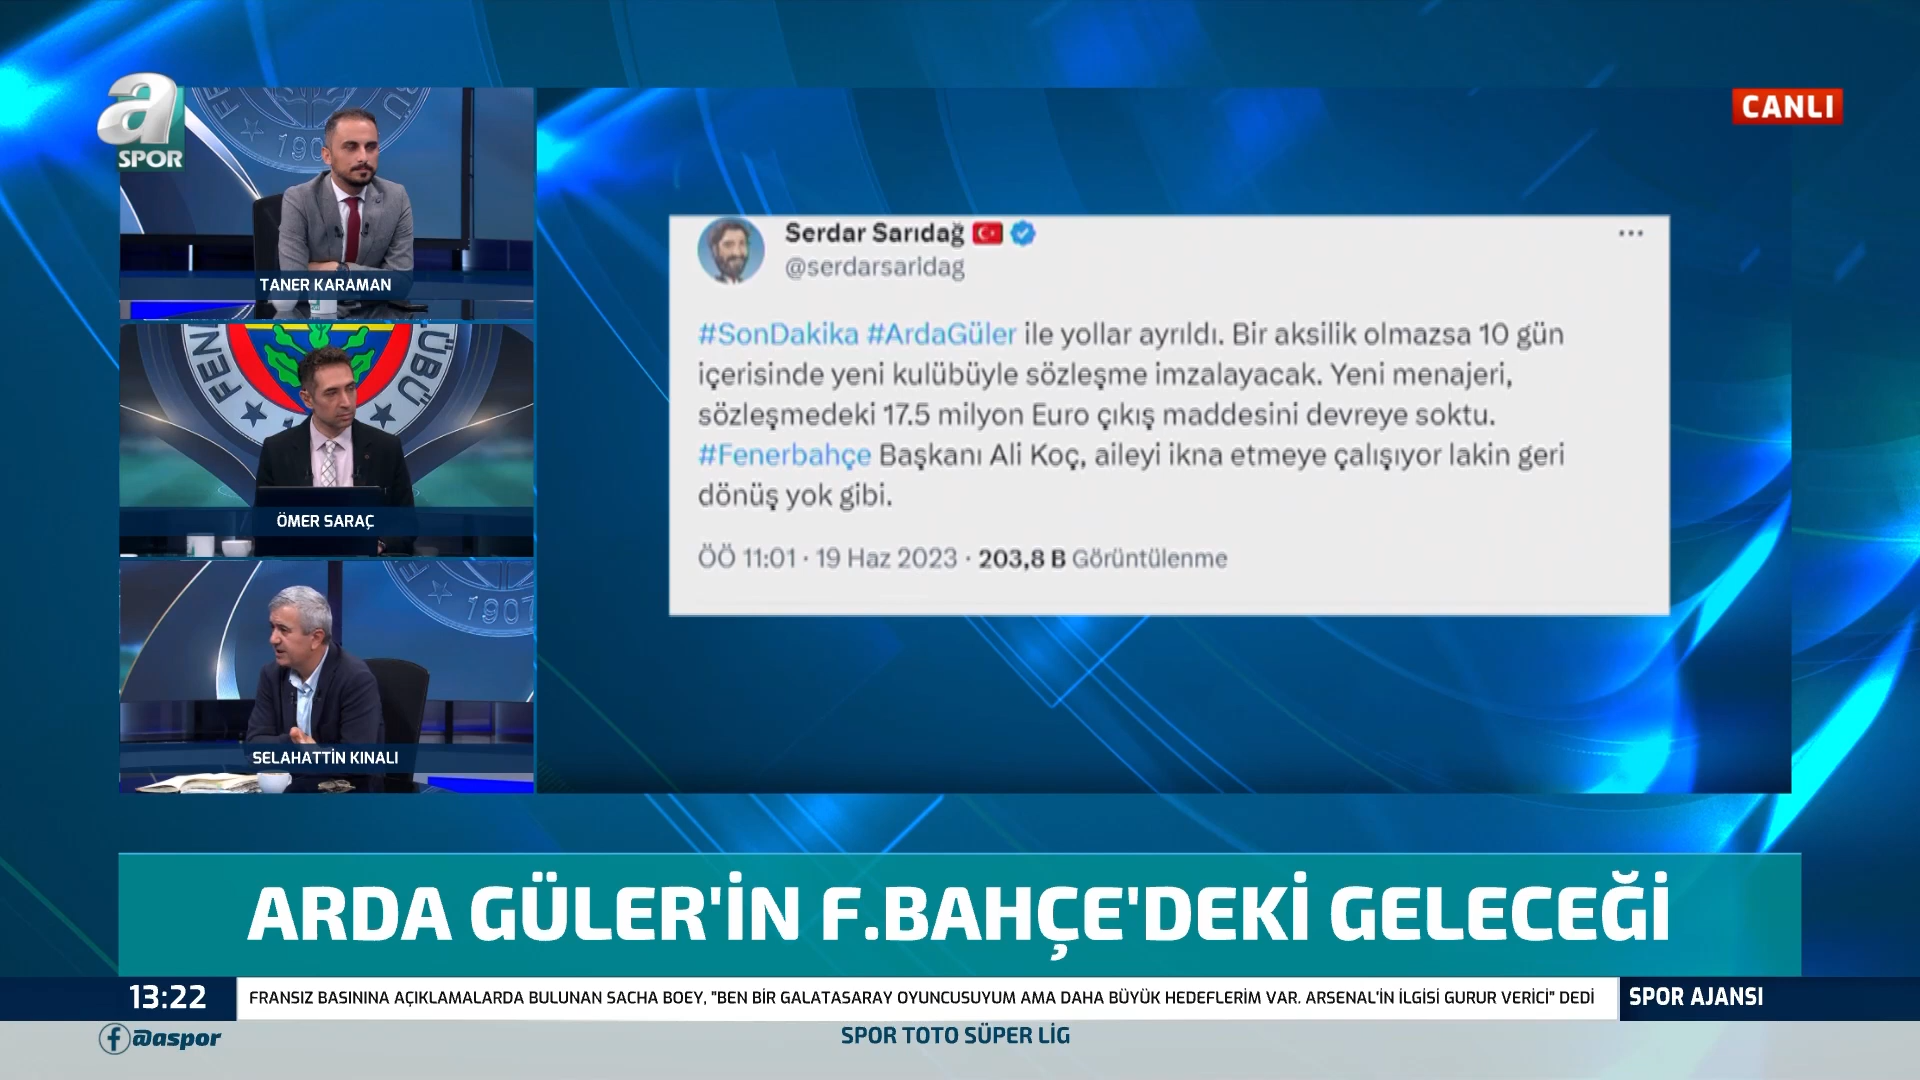 a
SPOR
CANLI
TANER KARAMAN
ÖMER SARAÇ
1907
SELAHATTİN KINALI
Serdar Sarıdağ
@serdarsaridag
#SonDakika #ArdaGüler ile yollar ayrıldı. Bir aksilik olmazsa 10 gün
içerisinde yeni kulübüyle sözleşme imzalayacak. Yeni menajeri,
sözleşmedeki 17.5 milyon Euro çıkış maddesini devreye soktu.
#Fenerbahçe Başkanı Ali Koç, aileyi ikna etmeye çalışıyor lakin geri
dönüş yok gibi.
ÖÖ 11:01 · 19 Haz 2023 · 203,8 B Görüntülenme
ARDA GÜLER'İN F.BAHÇE'DEKİ GELECEĞİ
13:22
FRANSIZ BASININA AÇIKLAMALARDA BULUNAN SACHA BOEY, "BEN BİR GALATASARAY OYUNCUSUYUM AMA DAHA BÜYÜK HEDEFLERİM VAR. ARSENAL'İN İLGİSİ GURUR VERİCİ" DEDİ
SPOR AJANSI
@aspor
SPOR TOTO SÜPER LİG